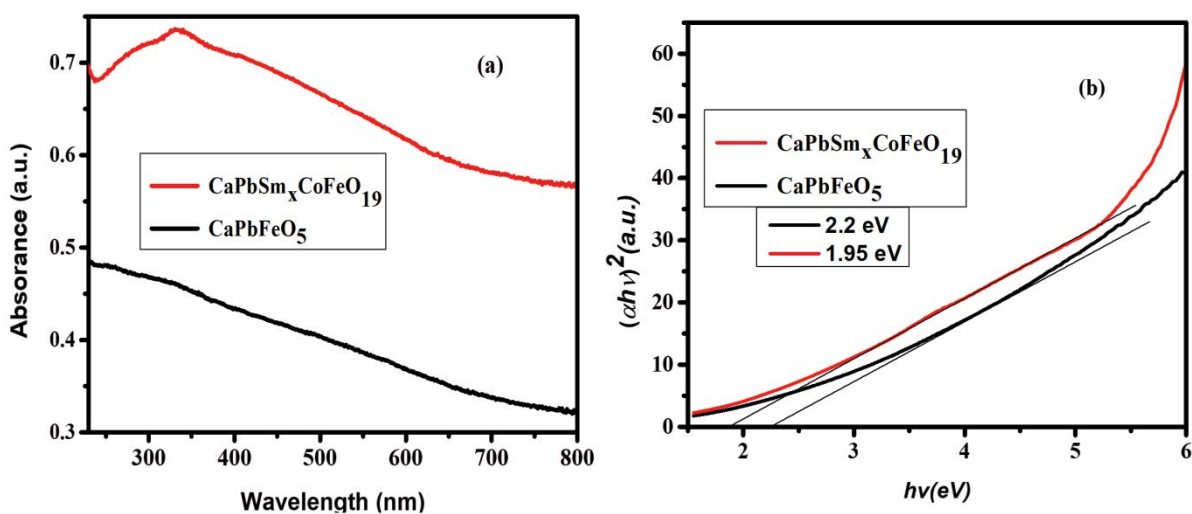 (a)
0.7
0.6
0.5
0.4
0.3
Absorance (a.u.)
CaPbSmₓCoFeO₁₉
CaPbFeO₅
300 400 500 600 700 800
Wavelength (nm)
(b)
60
50
40
30
20
10
0
(αhν)² (a.u.)
CaPbSmₓCoFeO₁₉
CaPbFeO₅
2.2 eV
1.95 eV
2 3 4 5 6
hν(eV)